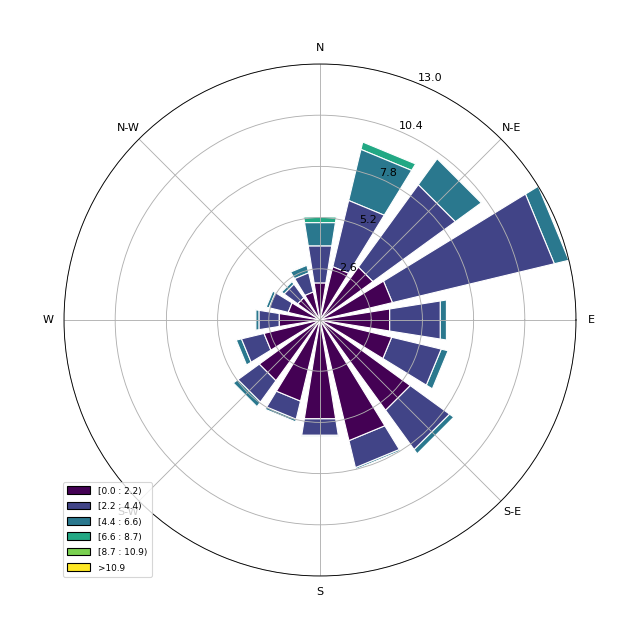 N
13.0
N-W
10.4
N-E
7.8
5.2
2.6
W
E
[0.0 : 2.2)
[2.2 : 4.4)
S-W
[4.4 : 6.6)
S-E
[6.6 : 8.7)
[8.7 : 10.9)
>10.9
S